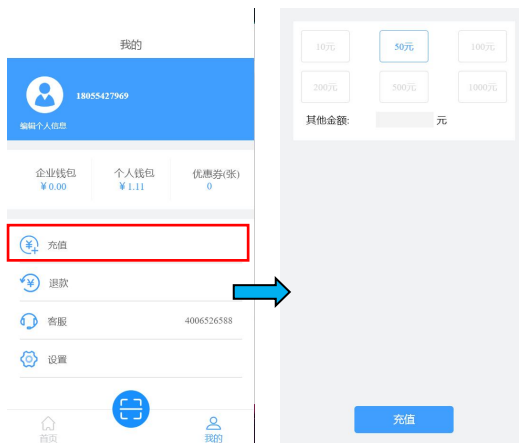 我的
18055427969
编辑个人信息
企业钱包
个人钱包
优惠券(张)
¥ 0.00
¥ 1.11
0
充值
退款
客服
4006526588
设置
首页
我的
10元
50元
100元
200元
500元
1000元
其他金额:
元
充值